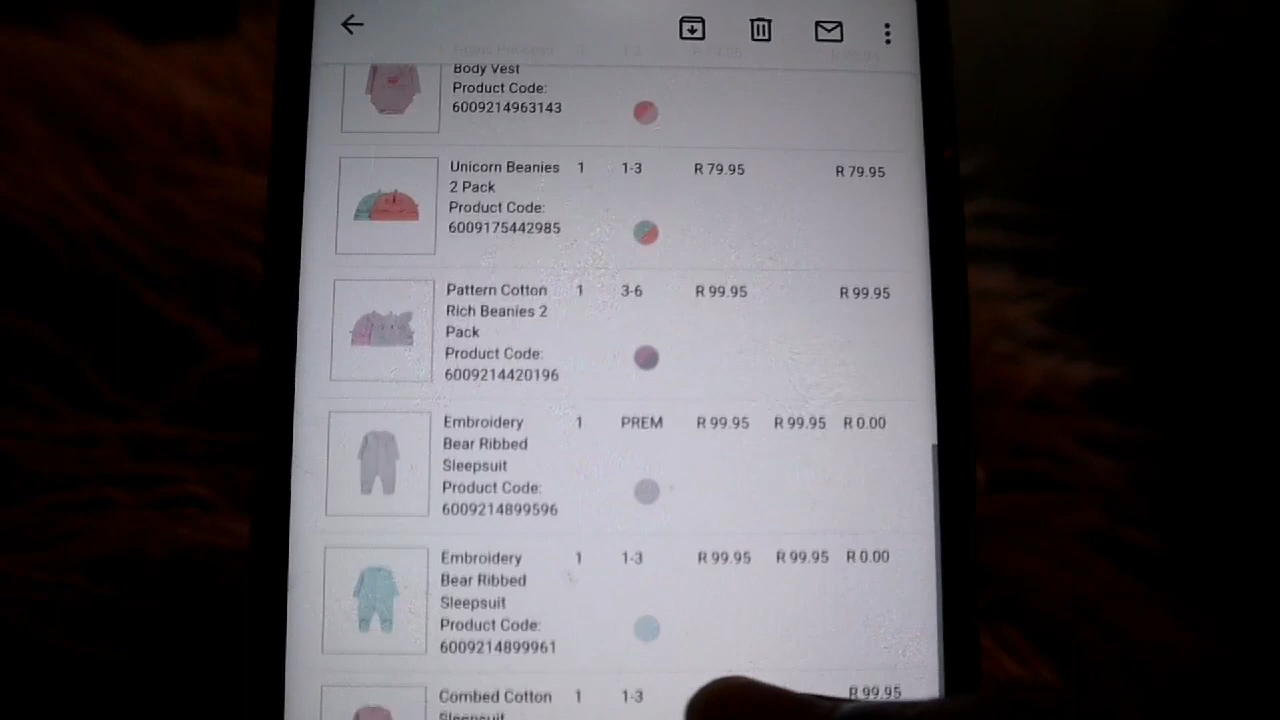 Body Vest
Product Code:
6009214963143
Unicorn Beanies 1 1-3 R 79.95 R 79.95
2 Pack
Product Code:
6009175442985
Pattern Cotton 1 3-6 R 99.95 R 99.95
Rich Beanies 2
Pack
Product Code:
6009214420196
Embroidery 1 PREM R 99.95 R 99.95 R 0.00
Bear Ribbed
Sleepsuit
Product Code:
6009214899596
Embroidery 1 1-3 R 99.95 R 99.95 R 0.00
Bear Ribbed
Sleepsuit
Product Code:
6009214899961
Combed Cotton 1 1-3 R 99.95
Sleepsuit